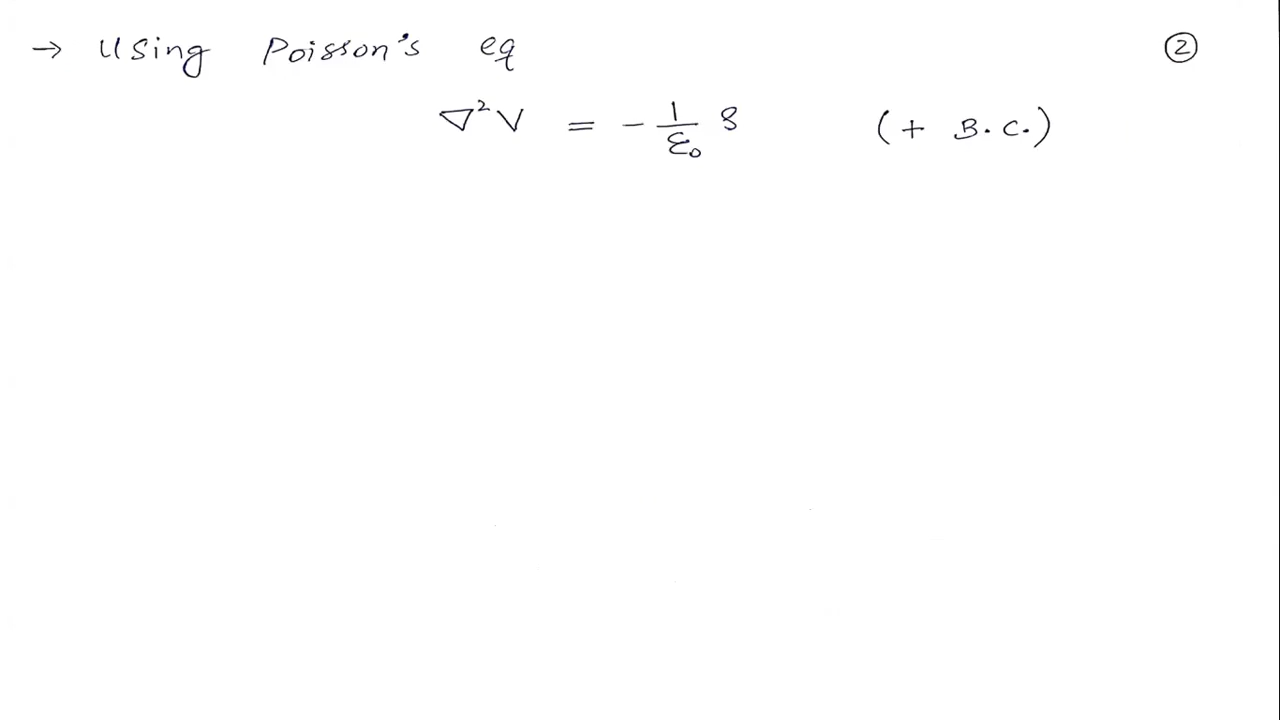 → Using Poisson's eq ②
∇²V = - 1/ε₀ ρ (+ B.C.)